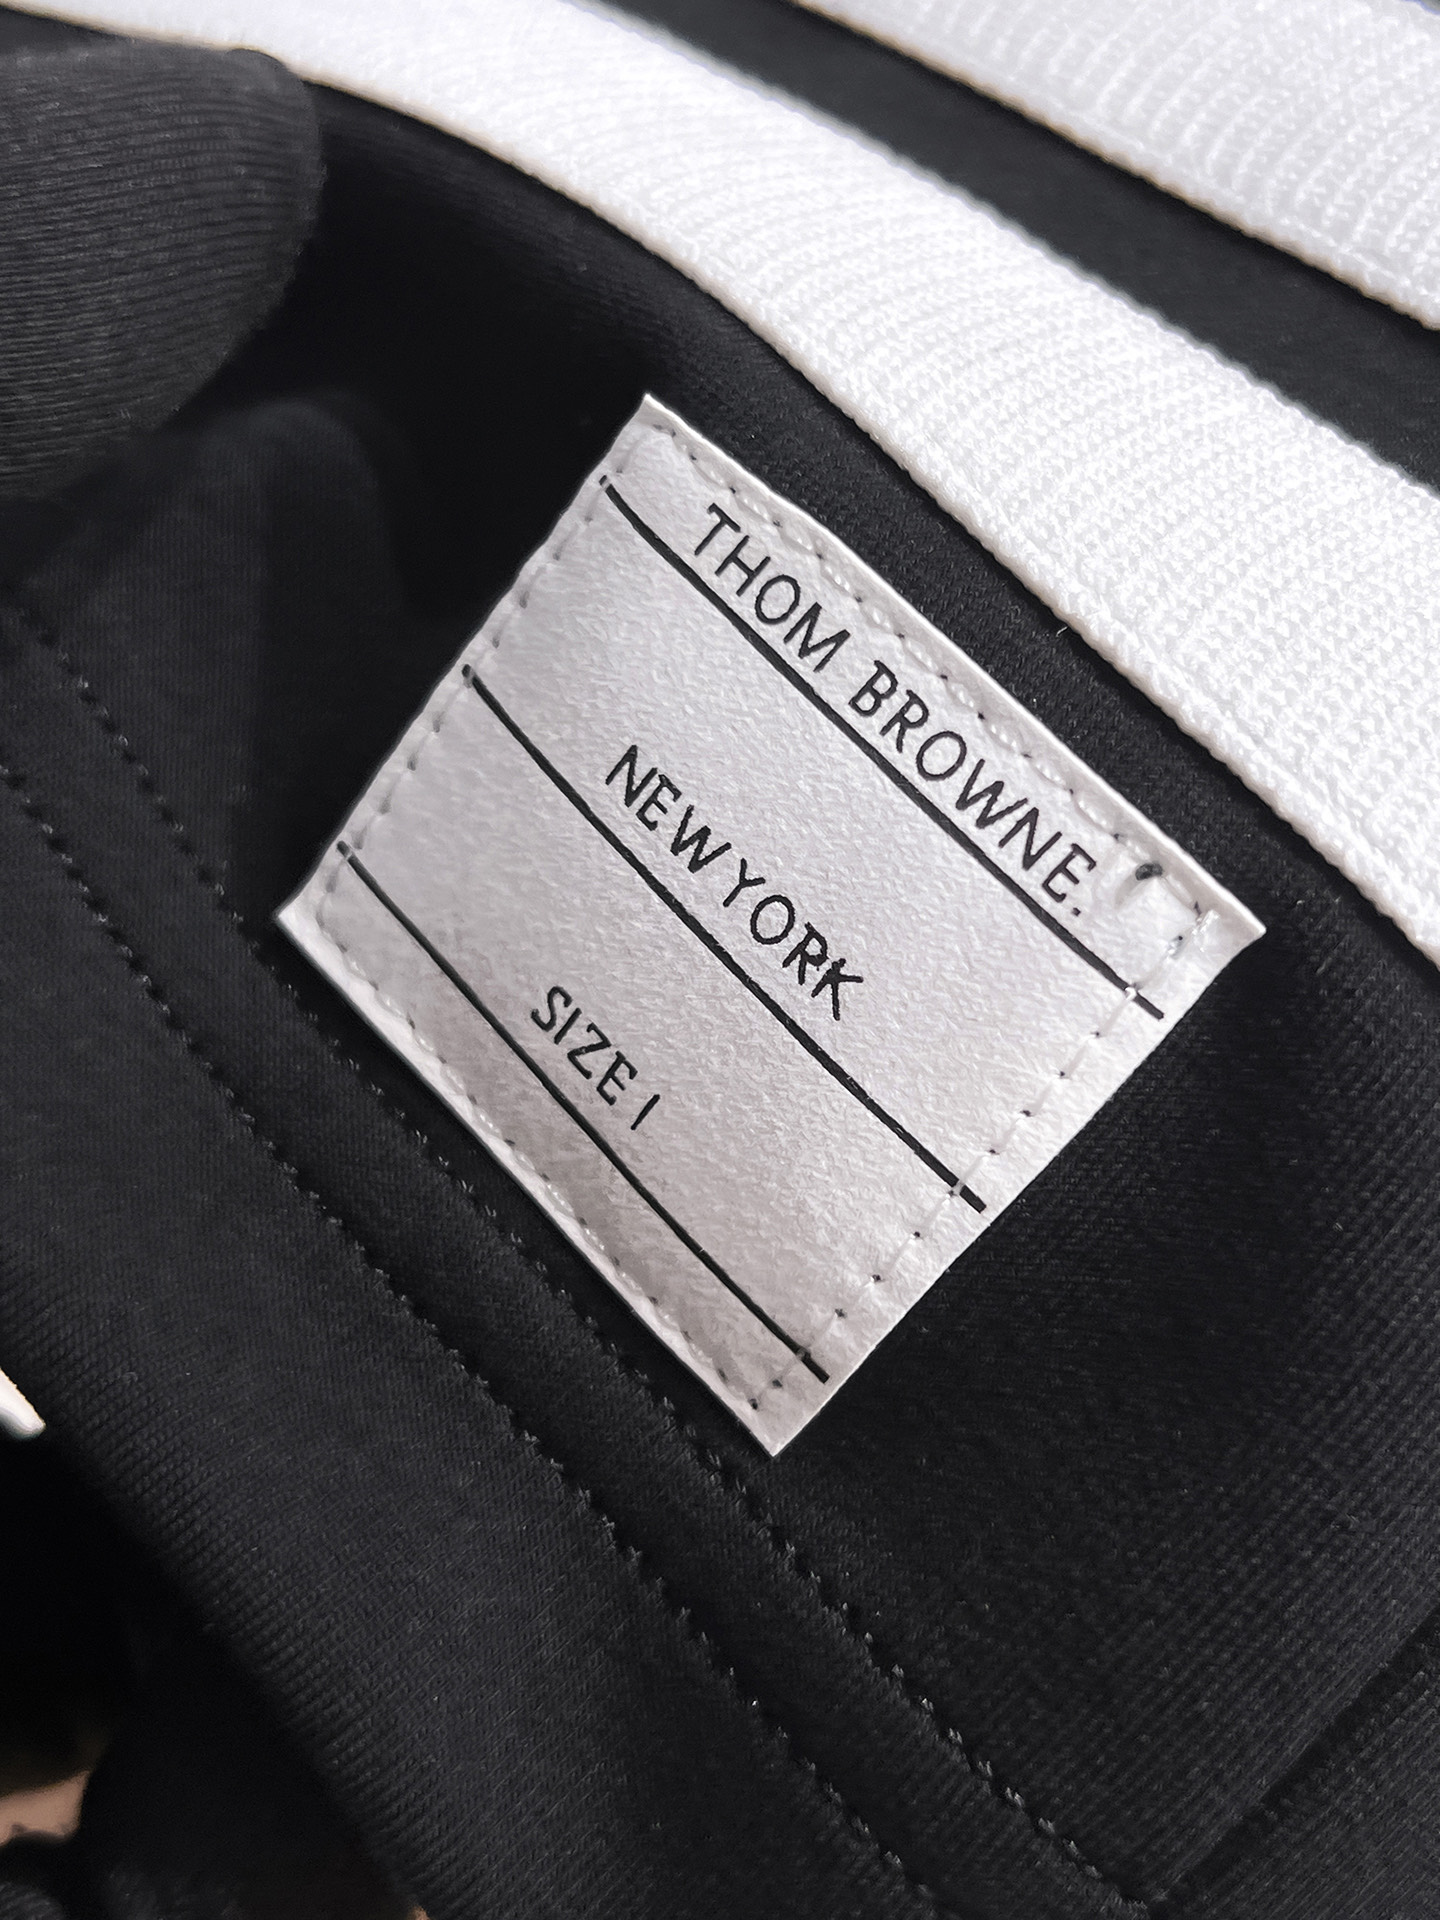 THOM BROWNE.
NEW YORK
SIZE 1